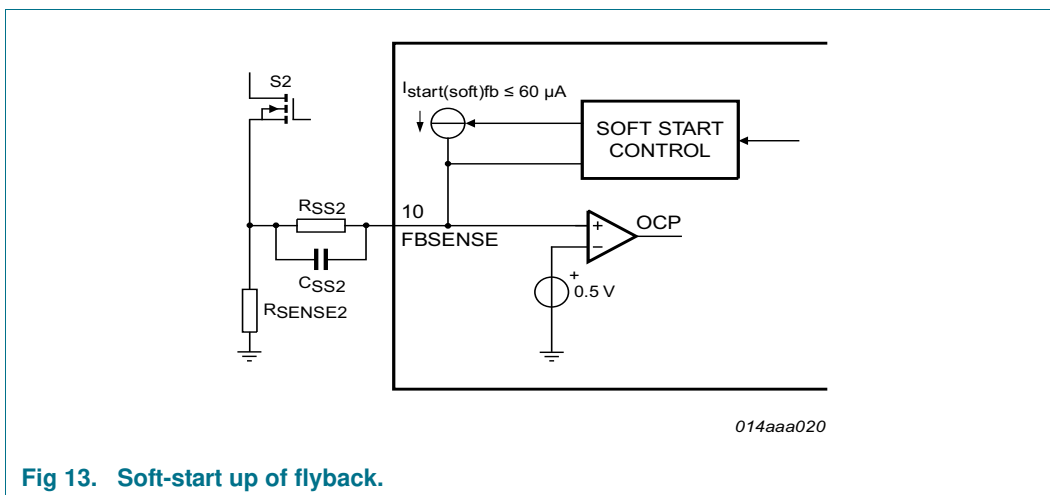 S2
Istart(soft)fb ≤ 60 µA
SOFT START
CONTROL
RSS2
10
FBSENSE
OCP
CSS2
+
−
+
0.5 V
RSENSE2
014aaa020
Fig 13. Soft-start up of flyback.